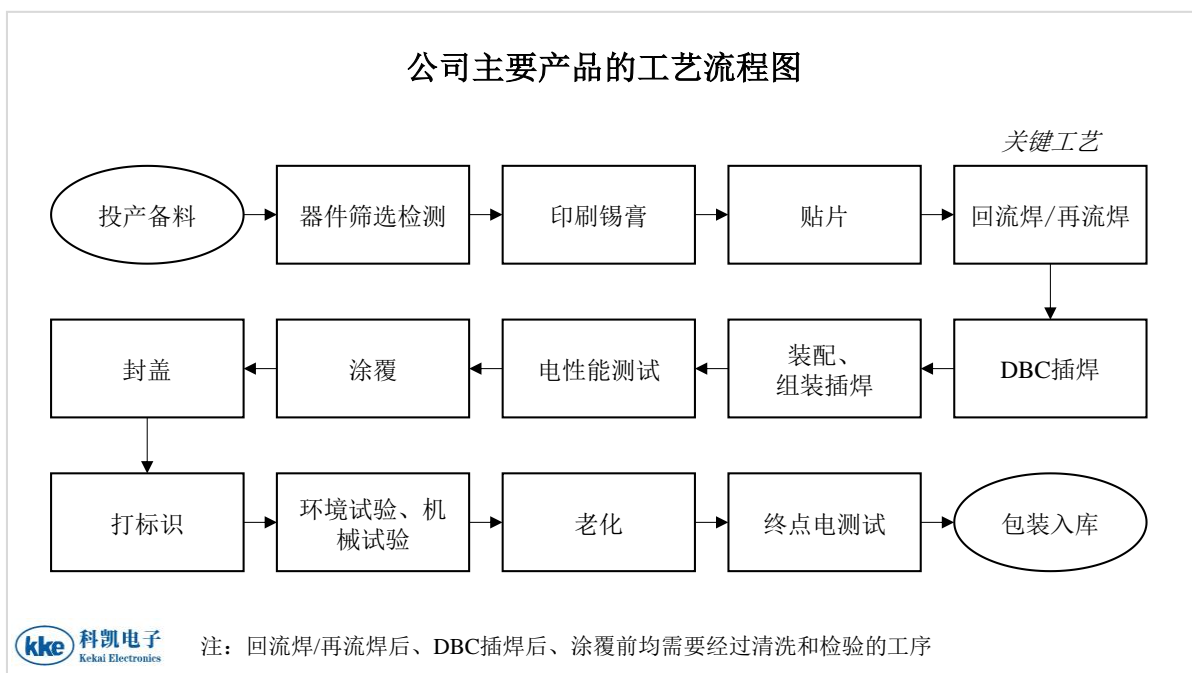 公司主要产品的工艺流程图
关键工艺
投产备料
器件筛选检测
印刷锡膏
贴片
回流焊/再流焊
封盖
涂覆
电性能测试
装配、
组装插焊
DBC插焊
打标识
环境试验、机
械试验
老化
终点电测试
包装入库
kke
科凯电子
Kekai Electronics
注：回流焊/再流焊后、DBC插焊后、涂覆前均需要经过清洗和检验的工序